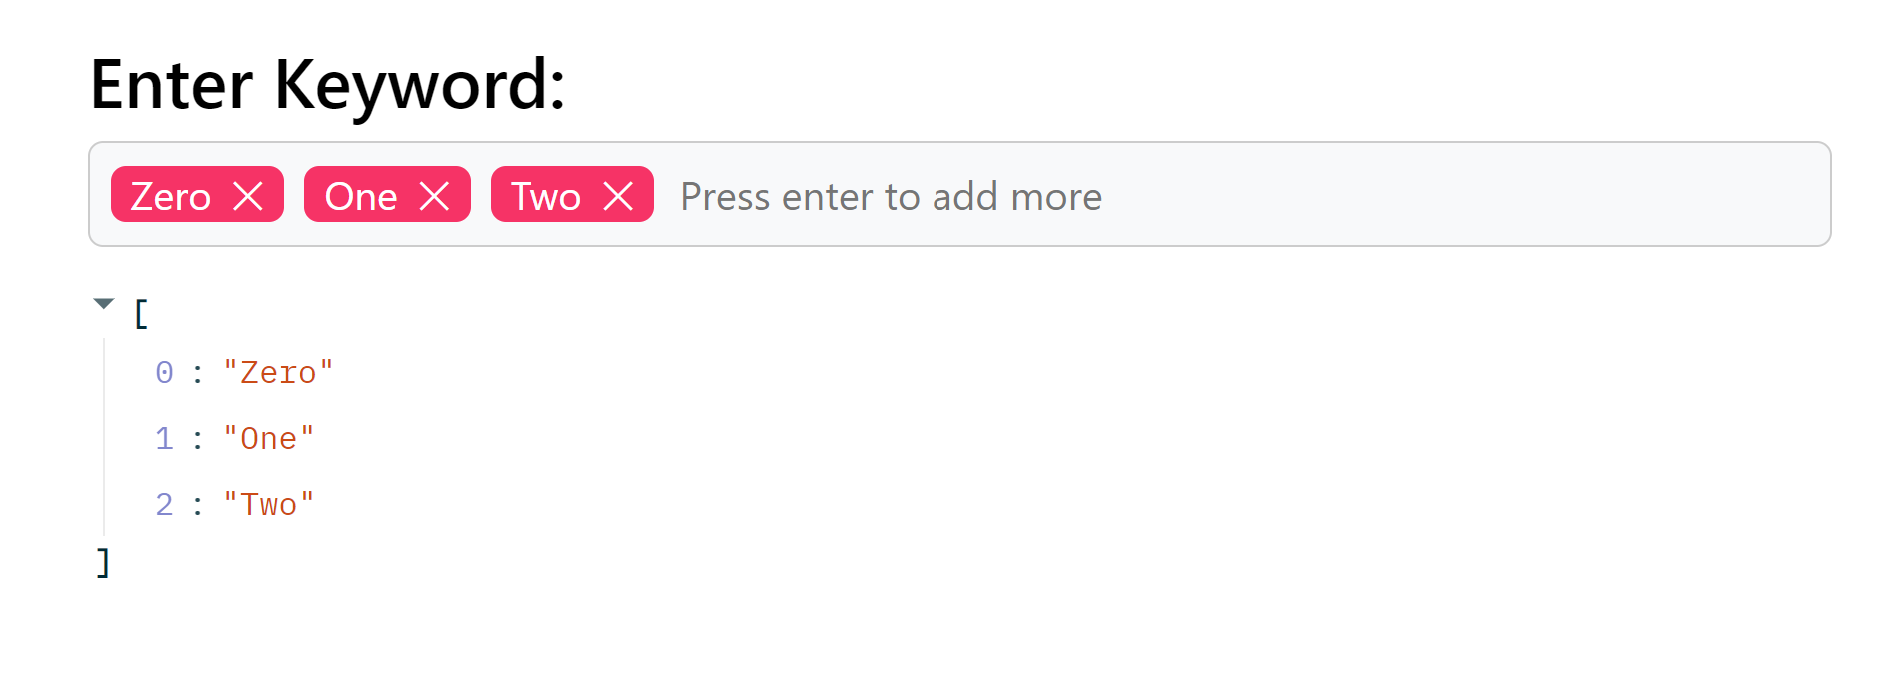 Enter Keyword:
Zero One Two Press enter to add more
[
0 : "Zero"
1 : "One"
2 : "Two"
]